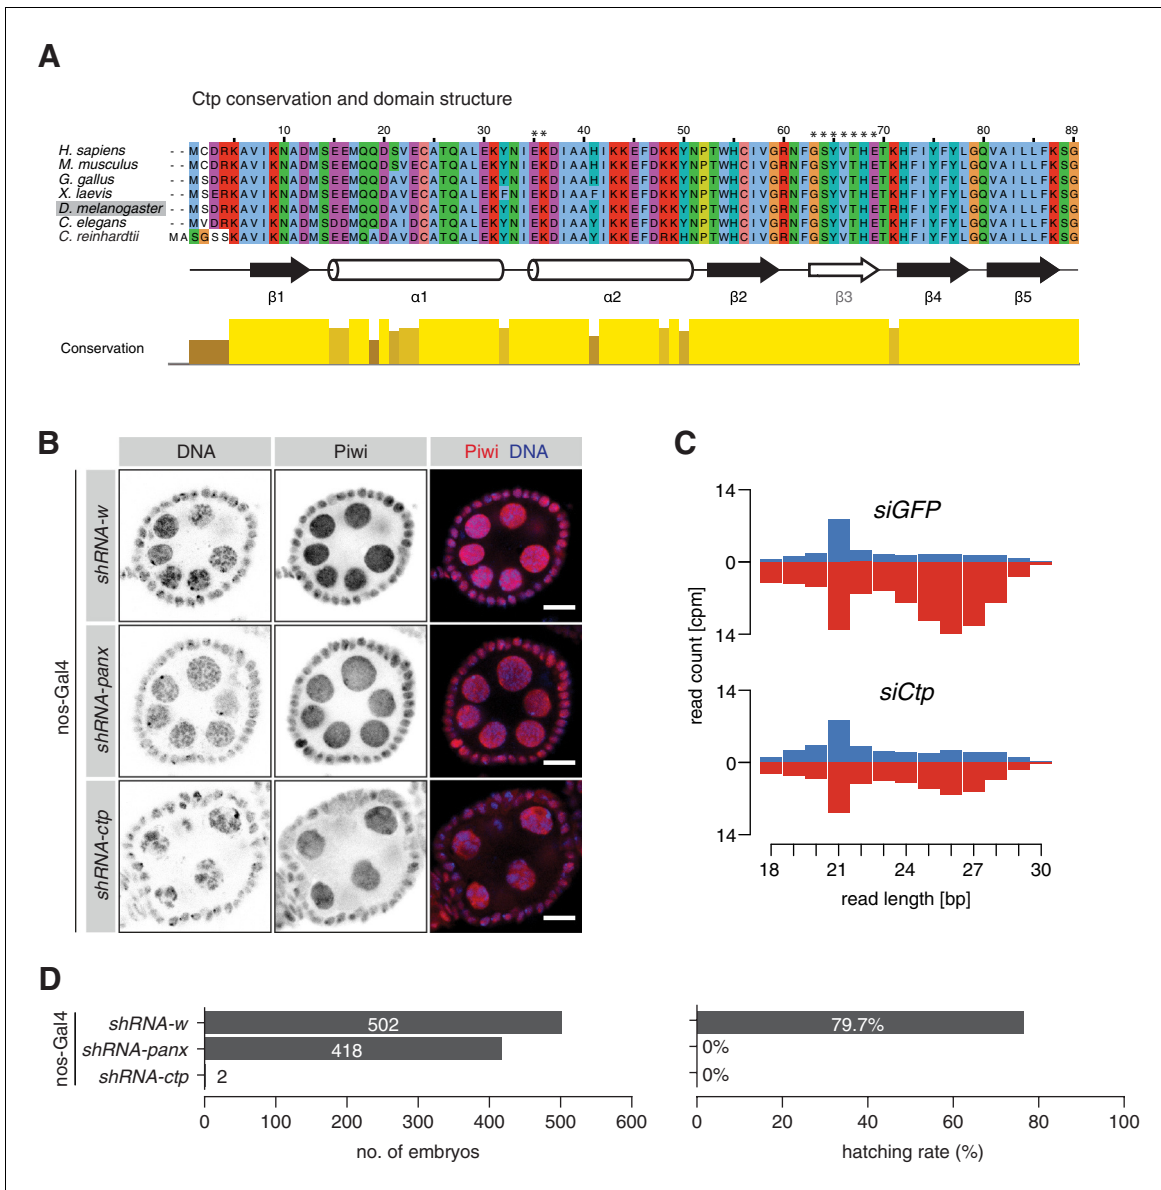 A
Ctp conservation and domain structure
10 20 30 ** 40 50 60 ******* 70 80 89
H. sapiens - - M C D R K A V I K N A D M S E E M Q Q D S V E C A T Q A L E K Y N I E K D I A A H I K K E F D K K Y N P T W H C I V G R N F G S Y V T H E T K H F I Y F Y L G Q V A I L L F K S G
M. musculus - - M C D R K A V I K N A D M S E E M Q Q D S V E C A T Q A L E K Y N I E K D I A A H I K K E F D K K Y N P T W H C I V G R N F G S Y V T H E T K H F I Y F Y L G Q V A I L L F K S G
G. gallus - - M S D R K A V I K N A D M S E E M Q Q D A V E C A T Q A L E K Y N I E K D I A A H I K K E F D K K Y N P T W H C I V G R N F G S Y V T H E T K H F I Y F Y L G Q V A I L L F K S G
X. laevis - - M S E R K A V I K N A D M S E E M Q Q D A V E C A T Q A L E K F N I E K D I A A F I K K E F D K K Y N P T W H C I V G R N F G S Y V T H E T K H F I Y F Y L G Q V A I L L F K S G
D. melanogaster - - M S D R K A V I K N A D M S E E M Q Q D A V D C A T Q A L E K Y N I E K D I A A Y I K K E F D K K Y N P T W H C I V G R N F G S Y V T H E T R H F I Y F Y L G Q V A I L L F K S G
C. elegans - - M V D R K A V I K N A D M S D D M Q Q D A V D C A T Q A L E K Y N I E K D I A A Y I K K E F D K K Y N P T W H C I V G R N F G S Y V T H E T K H F I Y F Y L G Q V A I L L F K S G
C. reinhardtii M A S G S S K A V I K N A D M S E E M Q A D A V D C A T Q A L E K Y N I E K D I A A F I K K E F D R K H N P T W H C I V G R N F G S Y V T H E T K H F I Y F Y L G Q V A I L L F K S G
β1 α1 α2 β2 β3 β4 β5
Conservation
B
DNA Piwi Piwi DNA
nos-Gal4
shRNA-w
shRNA-panx
shRNA-ctp
C
siGFP
14
0
14
siCtp
14
0
14
read count [cpm]
18 21 24 27 30
read length [bp]
D
nos-Gal4
shRNA-w 502 79.7%
shRNA-panx 418 0%
shRNA-ctp 2 0%
0 100 200 300 400 500 600
no. of embryos
0 20 40 60 80 100
hatching rate (%)